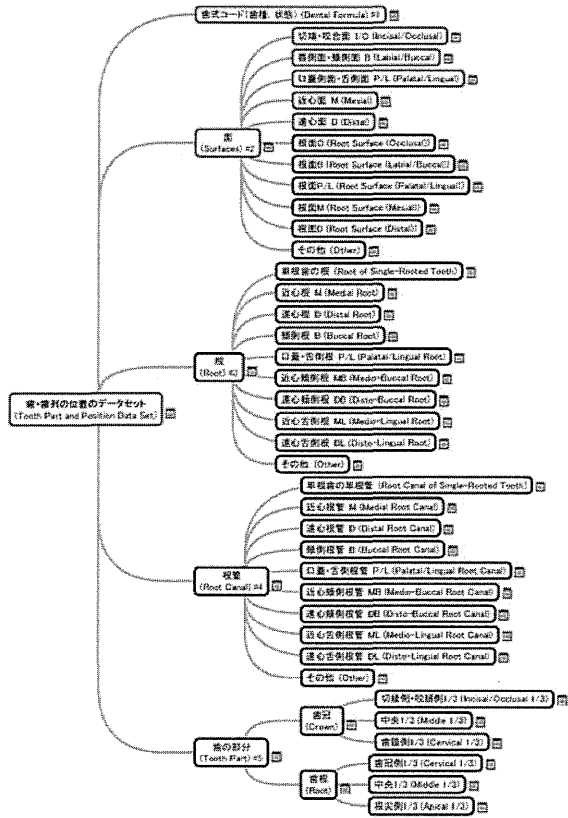 歯式コード(歯種、状態) (Dental Formula) #1
切端・咬合面 I/O (Incisal/Occlusal)
唇側面・頬側面 B (Labial/Buccal)
口蓋側面・舌側面 P/L (Palatal/Lingual)
近心面 M (Mesial)
遠心面 D (Distal)
面
(Surfaces) #2
根面O (Root Surface (Occlusal))
根面B (Root Surface (Labial/Buccal))
根面P/L (Root Surface (Palatal/Lingual))
根面M (Root Surface (Mesial))
根面D (Root Surface (Distal))
その他 (Other)
単根歯の根 (Root of Single-Rooted Tooth)
近心根 M (Medial Root)
遠心根 D (Distal Root)
頬側根 B (Buccal Root)
根
(Root) #3
口蓋・舌側根 P/L (Palatal/Lingual Root)
近心頬側根 MB (Medio-Buccal Root)
遠心頬側根 DB (Disto-Buccal Root)
近心舌側根 ML (Medio-Lingual Root)
遠心舌側根 DL (Disto-Lingual Root)
その他 (Other)
歯・歯列の位置のデータセット
(Tooth Part and Position Data Set)
単根歯の単根管 (Root Canal of Single-Rooted Tooth)
近心根管 M (Medial Root Canal)
遠心根管 D (Distal Root Canal)
頬側根管 B (Buccal Root Canal)
根管
(Root Canal) #4
口蓋・舌側根管 P/L (Palatal/Lingual Root Canal)
近心頬側根管 MB (Medio-Buccal Root Canal)
遠心頬側根管 DB (Disto-Buccal Root Canal)
近心舌側根管 ML (Medio-Lingual Root Canal)
遠心舌側根管 DL (Disto-Lingual Root Canal)
その他 (Other)
歯の部分
(Tooth Part) #5
歯冠
(Crown)
切縁側・咬頭側1/3 (Incisal/Occlusal 1/3)
中央1/3 (Middle 1/3)
歯頸側1/3 (Cervical 1/3)
歯根
(Root)
歯冠側1/3 (Cervical 1/3)
中央1/3 (Middle 1/3)
根尖側1/3 (Apical 1/3)